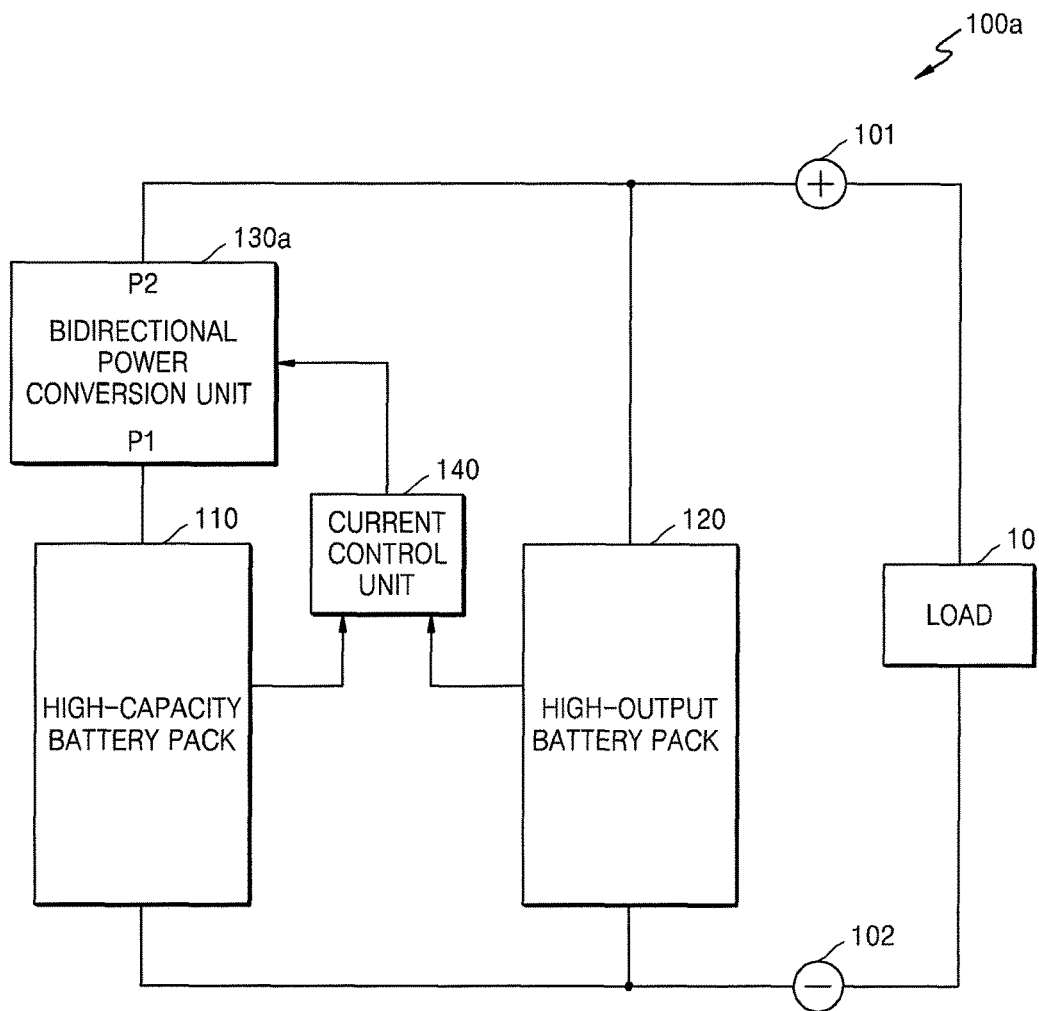 100a
101
+
130a
P2
BIDIRECTIONAL
POWER
CONVERSION UNIT
P1
140
CURRENT
CONTROL
UNIT
110
HIGH-CAPACITY
BATTERY PACK
120
HIGH-OUTPUT
BATTERY PACK
10
LOAD
102
−